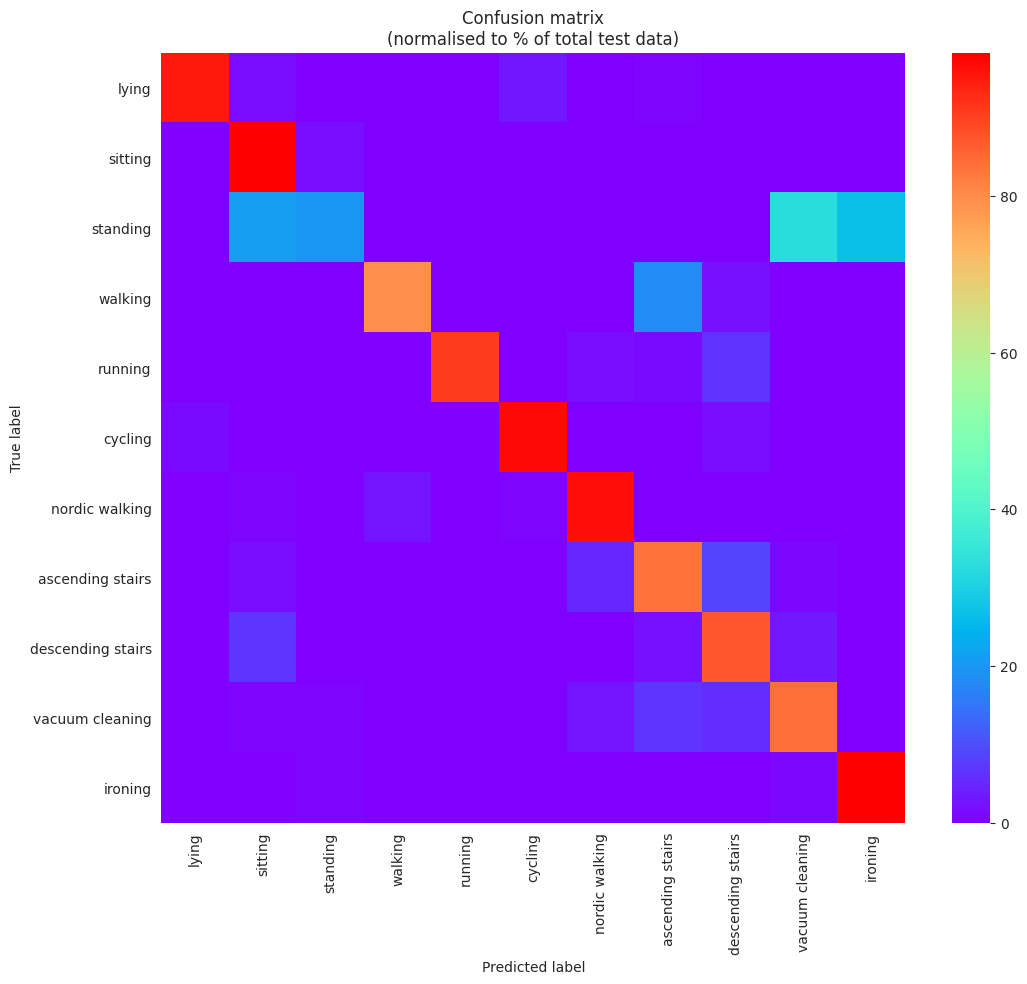 Confusion matrix
(normalised to % of total test data)
True label
lying
sitting
standing
walking
running
cycling
nordic walking
ascending stairs
descending stairs
vacuum cleaning
ironing
lying
sitting
standing
walking
running
cycling
nordic walking
ascending stairs
descending stairs
vacuum cleaning
ironing
Predicted label
80
60
40
20
0